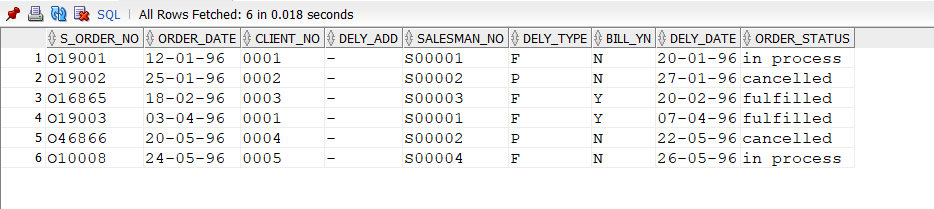 SQL | All Rows Fetched: 6 in 0.018 seconds
S_ORDER_NO ORDER_DATE CLIENT_NO DELY_ADD SALESMAN_NO DELY_TYPE BILL_YN DELY_DATE ORDER_STATUS
1 O19001 12-01-96 0001 - S00001 F N 20-01-96 in process
2 O19002 25-01-96 0002 - S00002 P N 27-01-96 cancelled
3 O16865 18-02-96 0003 - S00003 F Y 20-02-96 fulfilled
4 O19003 03-04-96 0001 - S00001 F Y 07-04-96 fulfilled
5 O46866 20-05-96 0004 - S00002 P N 22-05-96 cancelled
6 O10008 24-05-96 0005 - S00004 F N 26-05-96 in process